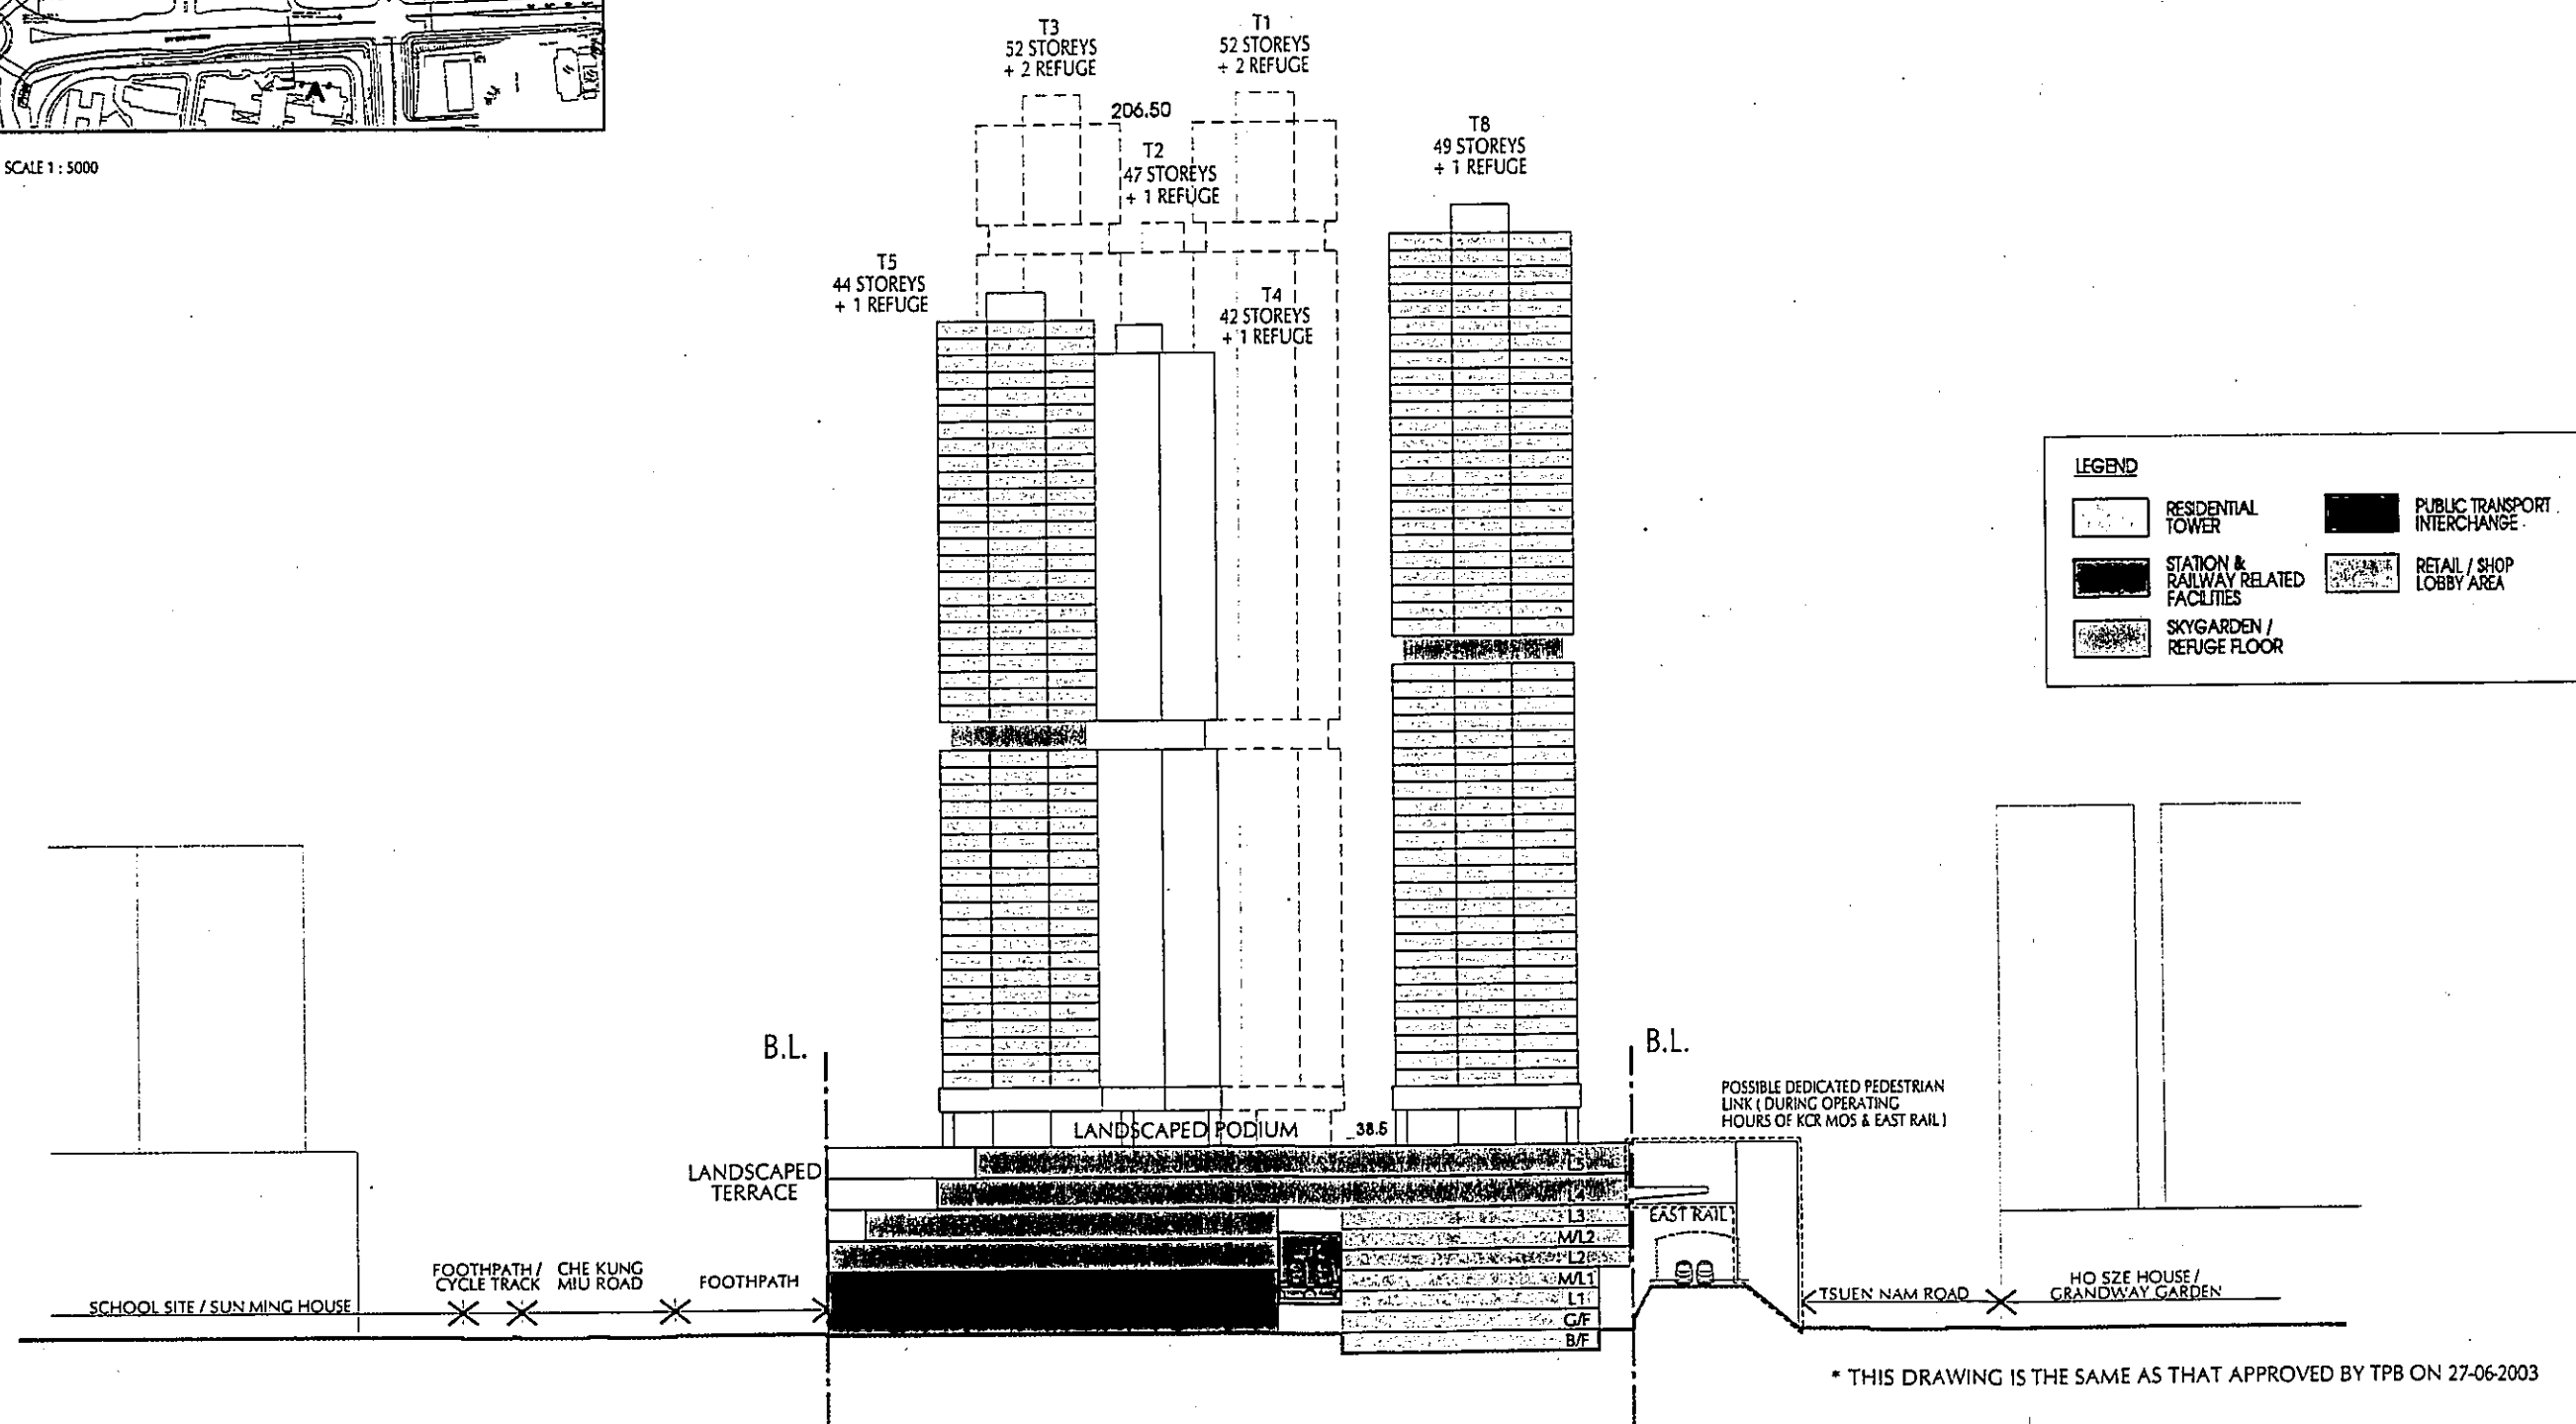 SCALE 1 : 5000
"A"
T3
52 STOREYS
+ 2 REFUGE
T1
52 STOREYS
+ 2 REFUGE
206.50
T2
47 STOREYS
+ 1 REFUGE
T8
49 STOREYS
+ 1 REFUGE
T5
44 STOREYS
+ 1 REFUGE
T4
42 STOREYS
+ 1 REFUGE
LEGEND
RESIDENTIAL
TOWER
STATION &
RAILWAY RELATED
FACILITIES
SKYGARDEN /
REFUGE FLOOR
PUBLIC TRANSPORT
INTERCHANGE
RETAIL / SHOP
LOBBY AREA
B.L.
B.L.
POSSIBLE DEDICATED PEDESTRIAN
LINK ( DURING OPERATING
HOURS OF KCR MOS & EAST RAIL )
LANDSCAPED PODIUM
38.5
LANDSCAPED
TERRACE
L5
L4
L3
M/L2
L2
M/L1
L1
G/F
B/F
EAST RAIL
SCHOOL SITE / SUN MING HOUSE
FOOTHPATH /
CYCLE TRACK
CHE KUNG
MIU ROAD
FOOTHPATH
TSUEN NAM ROAD
HO SZE HOUSE /
GRANDWAY GARDEN
* THIS DRAWING IS THE SAME AS THAT APPROVED BY TPB ON 27-06-2003